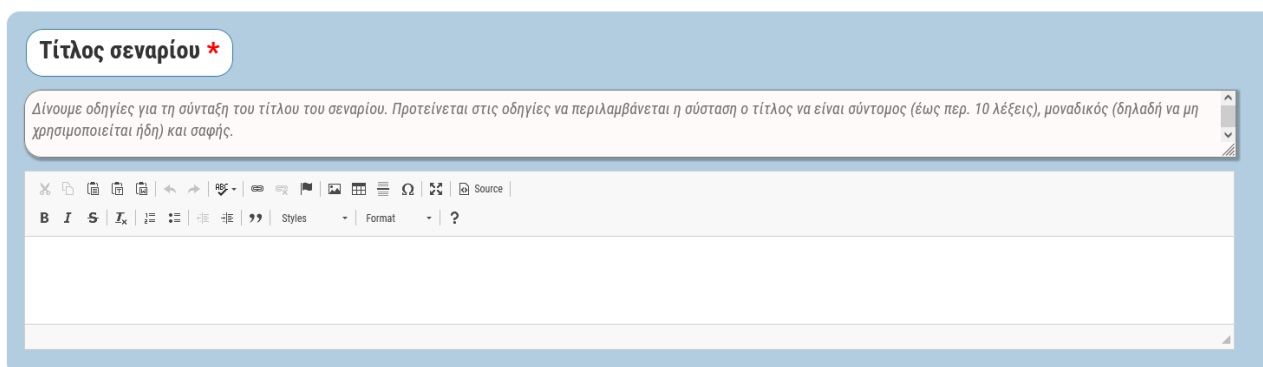 Τίτλος σεναρίου *
Δίνουμε οδηγίες για τη σύνταξη του τίτλου του σεναρίου. Προτείνεται στις οδηγίες να περιλαμβάνεται η σύσταση ο τίτλος να είναι σύντομος (έως περ. 10 λέξεις), μοναδικός (δηλαδή να μη
χρησιμοποιείται ήδη) και σαφής.
Source
B I S Ix Styles Format ?